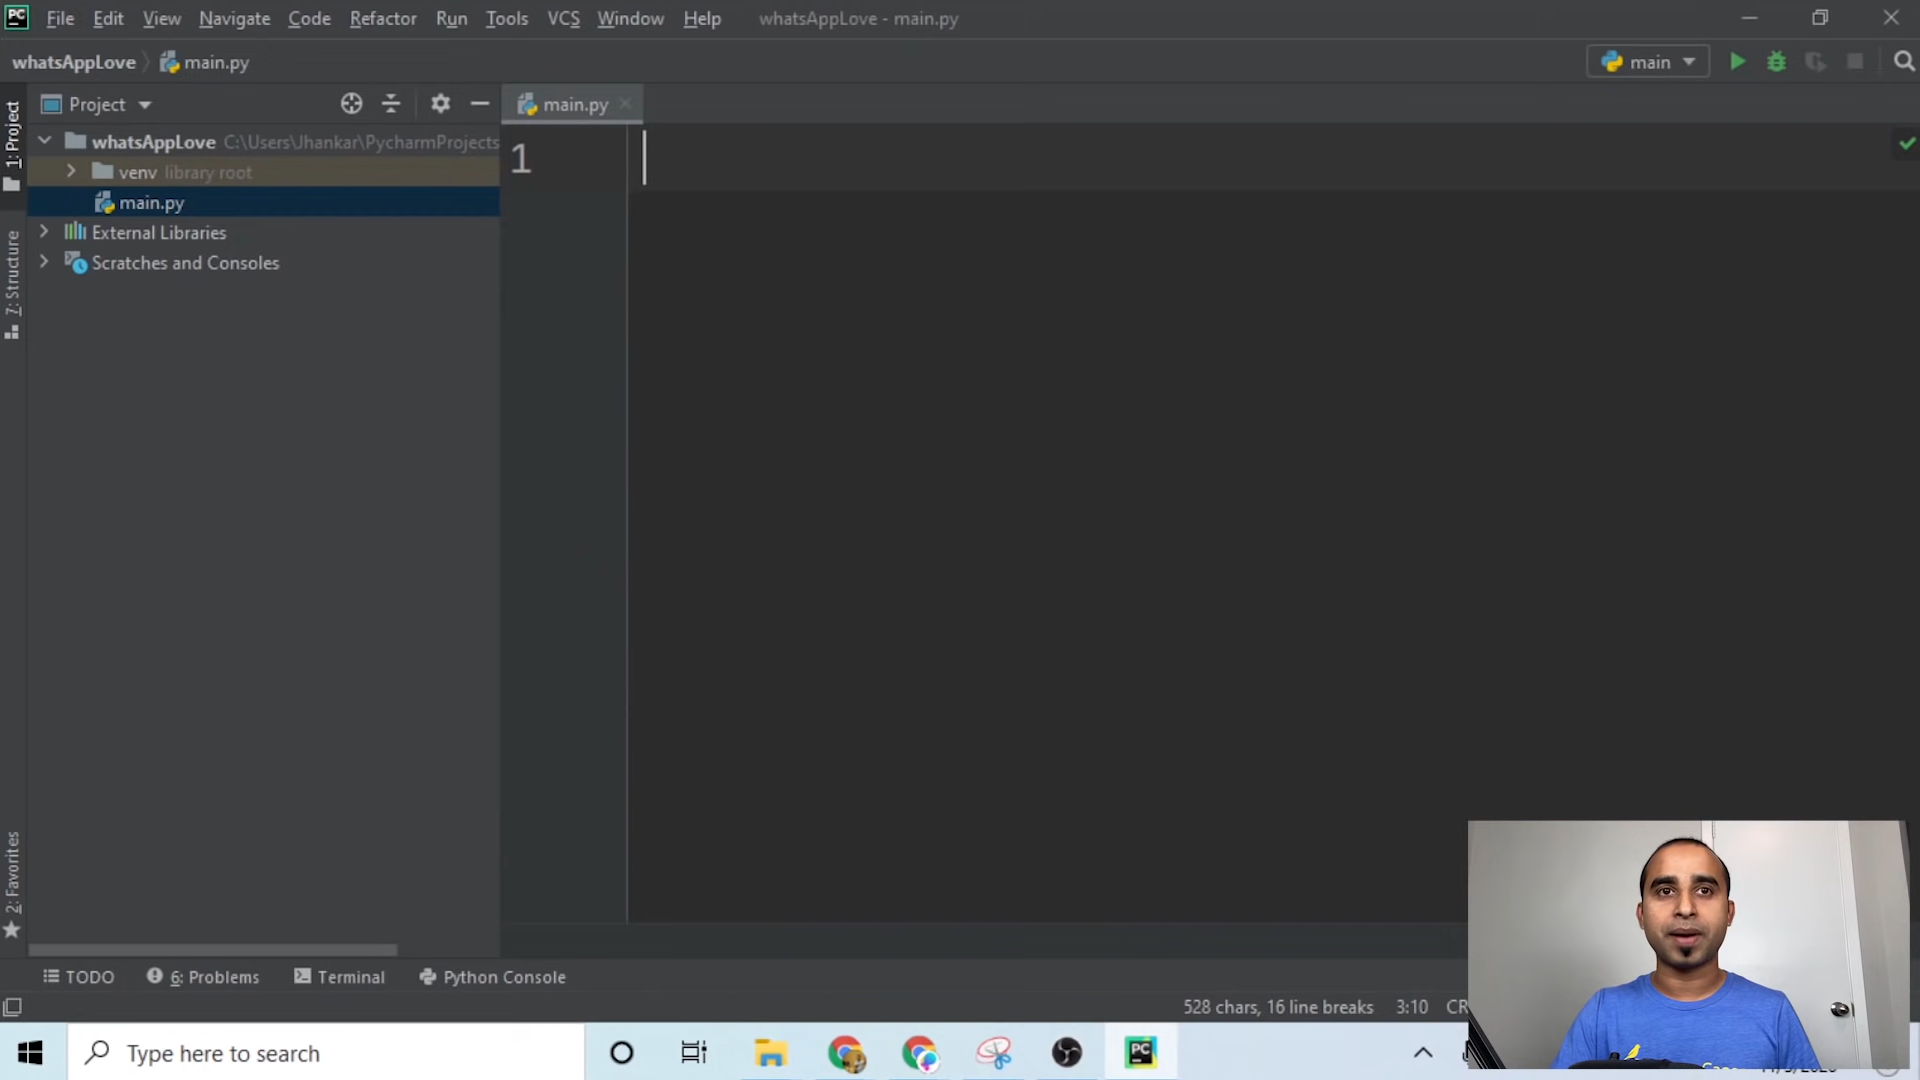 PC File Edit View Navigate Code Refactor Run Tools VCS Window Help whatsAppLove - main.py
whatsAppLove main.py main
1: Project
Project main.py
whatsAppLove C:\Users\Jhankar\PycharmProjects
1
venv library root
main.py
External Libraries
Scratches and Consoles
7: Structure
2: Favorites
TODO 6: Problems Terminal Python Console
528 chars, 16 line breaks 3:10 CR
Type here to search PC